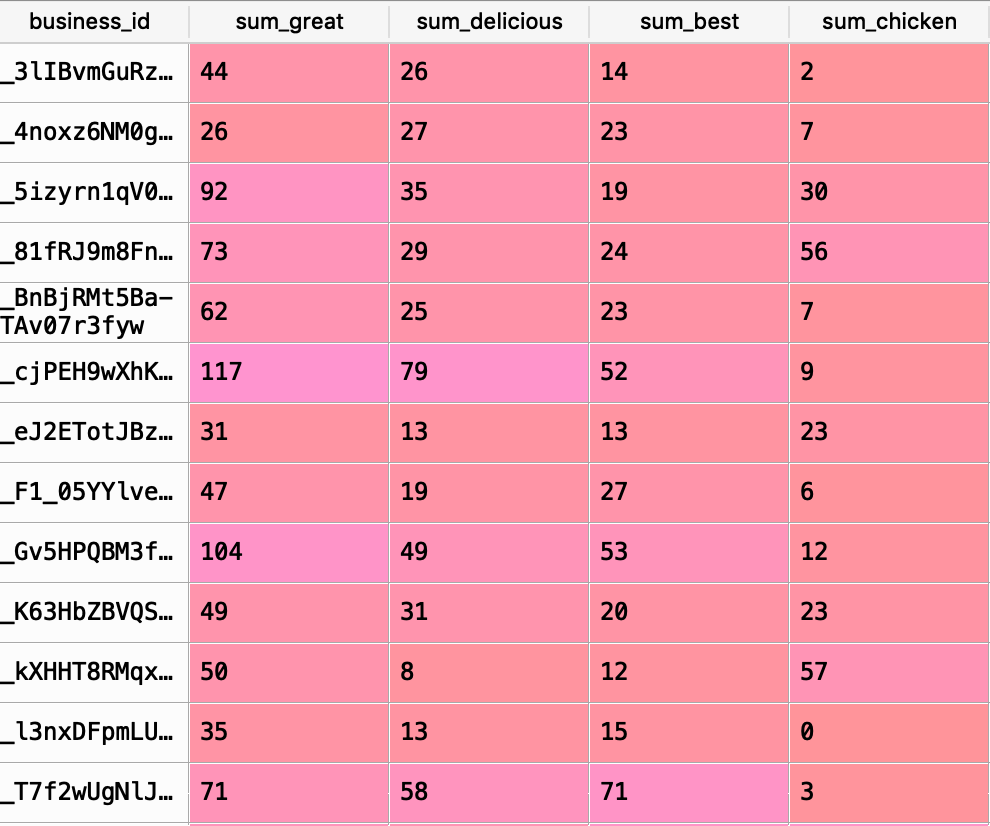 business_id sum_great sum_delicious sum_best sum_chicken
_3lIBvmGuRz… 44 26 14 2
_4noxz6NM0g… 26 27 23 7
_5izyrn1qV0… 92 35 19 30
_81fRJ9m8Fn… 73 29 24 56
_BnBjRMt5Ba-
TAv07r3fyw 62 25 23 7
_cjPEH9wXhK… 117 79 52 9
_eJ2ETotJBz… 31 13 13 23
_F1_05YYlve… 47 19 27 6
_Gv5HPQBM3f… 104 49 53 12
_K63HbZBVQS… 49 31 20 23
_kXHHT8RMqx… 50 8 12 57
_l3nxDFpmLU… 35 13 15 0
_T7f2wUgNlJ… 71 58 71 3